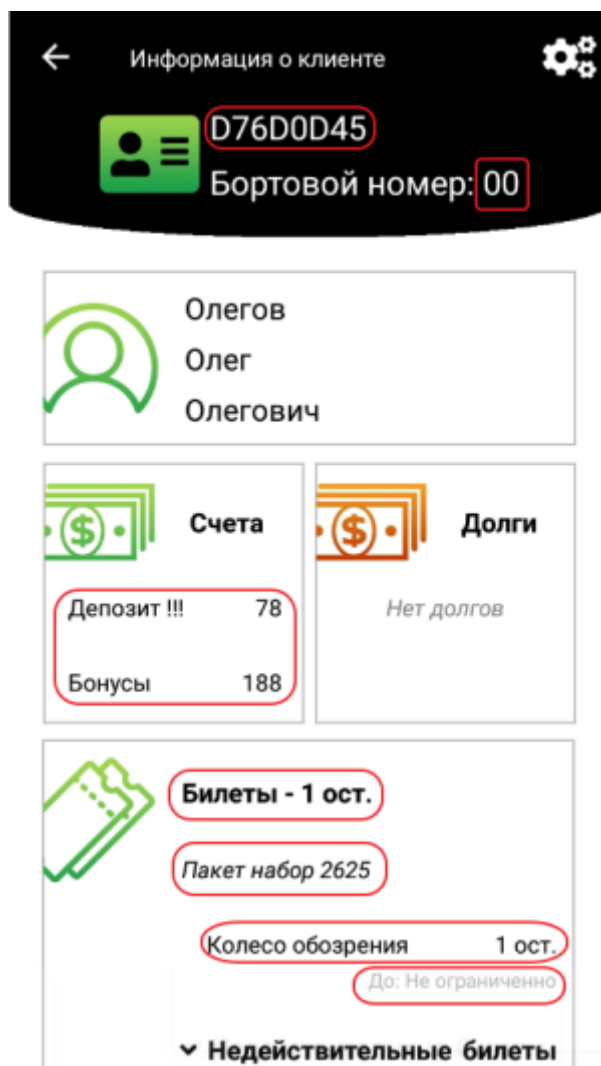 Информация о клиенте
D76D0D45
Бортовой номер: 00
Олегов
Олег
Олегович
Счета
Депозит !!! 78
Бонусы 188
Долги
Нет долгов
Билеты - 1 ост.
Пакет набор 2625
Колесо обозрения 1 ост.
До: Не ограниченно
Недействительные билеты